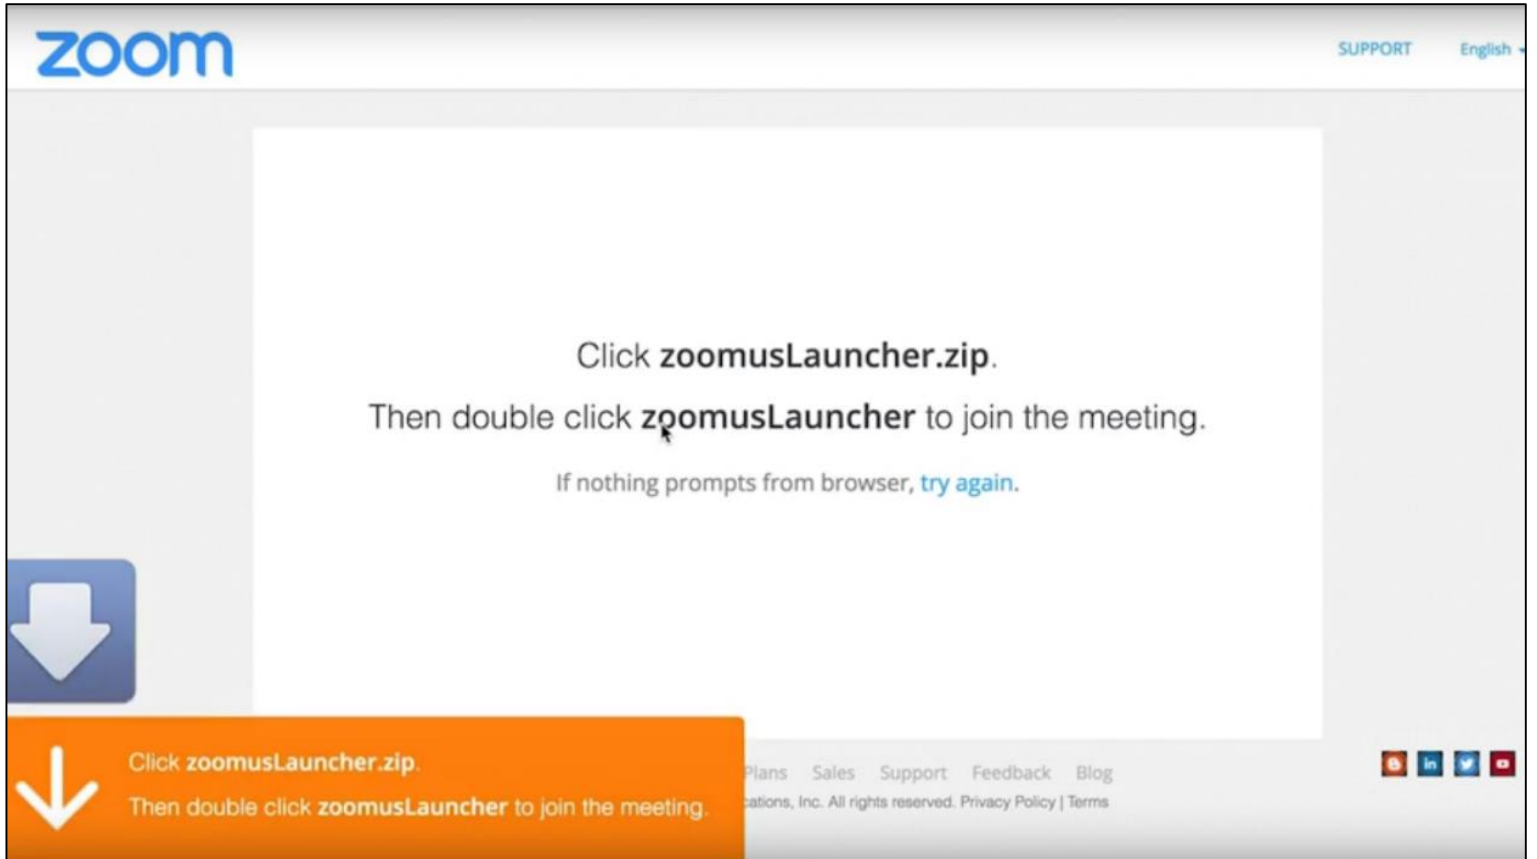 zoom
SUPPORT English
Click zoomusLauncher.zip.
Then double click zoomusLauncher to join the meeting.
If nothing prompts from browser, try again.
Click zoomusLauncher.zip.
Then double click zoomusLauncher to join the meeting.
Plans Sales Support Feedback Blog
cations, Inc. All rights reserved. Privacy Policy | Terms
in